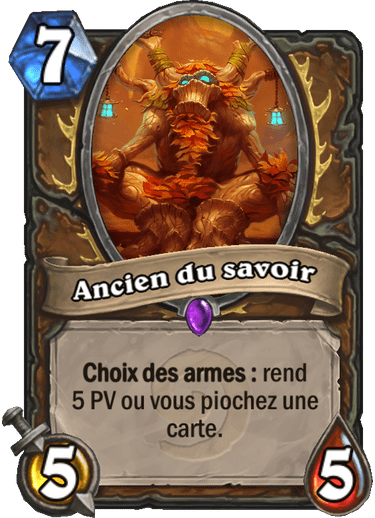 7
Ancien du savoir
Choix des armes : rend
5 PV ou vous piochez une
carte.
5
5